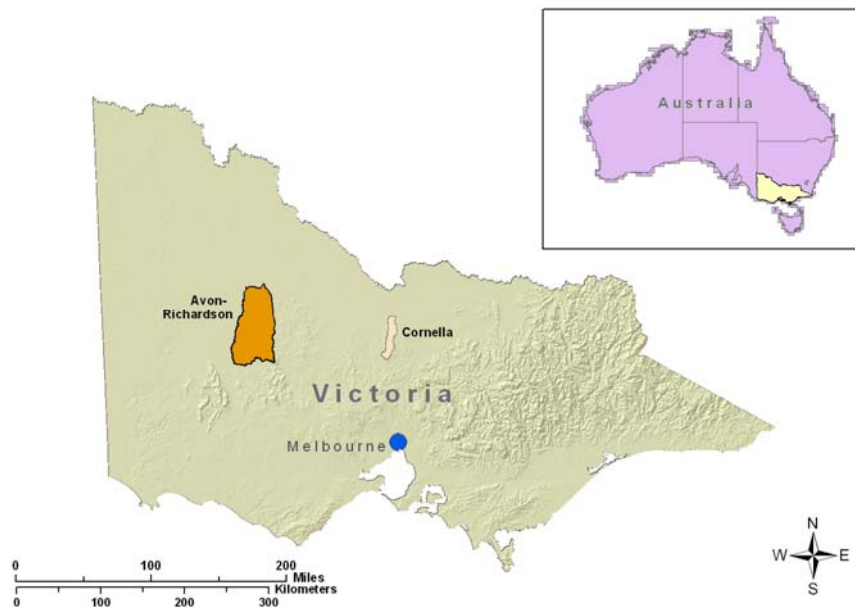 Australia
Avon-
Richardson
Cornella
Victoria
Melbourne
N
W E
S
0 100 200
Miles
Kilometers
0 100 200 300